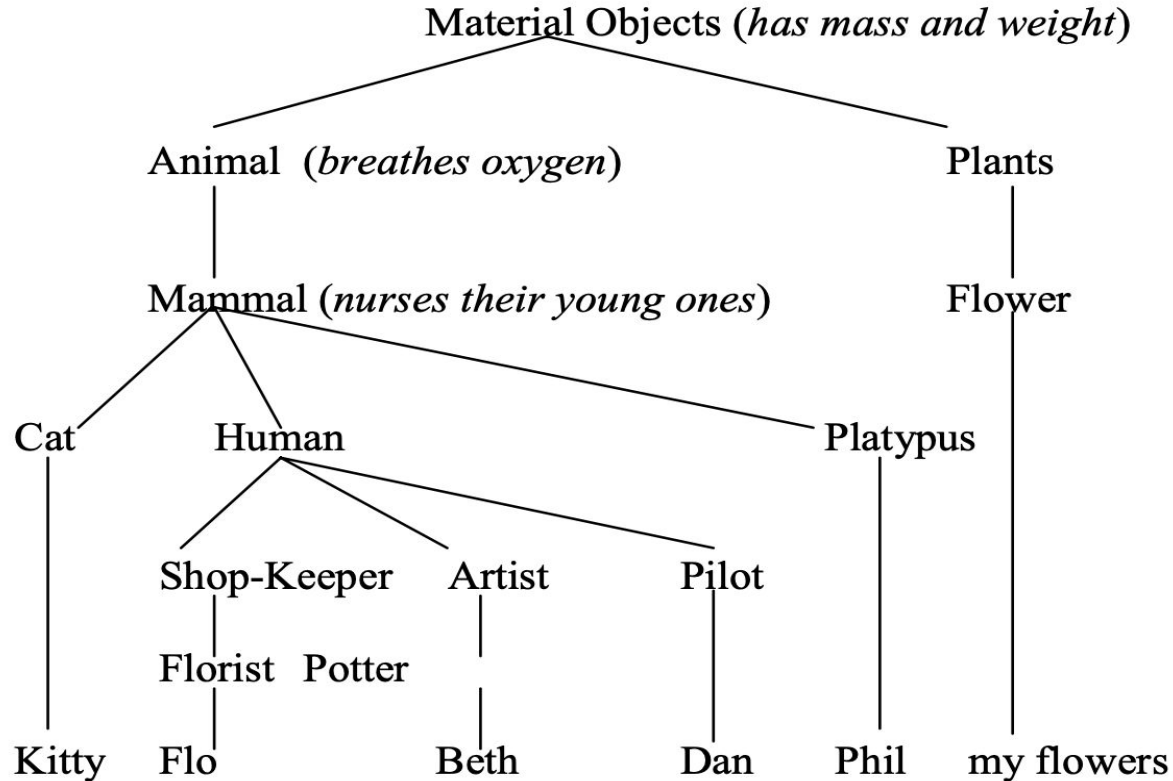 Material Objects (has mass and weight)
Animal (breathes oxygen) Plants
Mammal (nurses their young ones) Flower
Cat Human Platypus
Shop-Keeper Artist Pilot
Florist Potter
Kitty Flo Beth Dan Phil my flowers